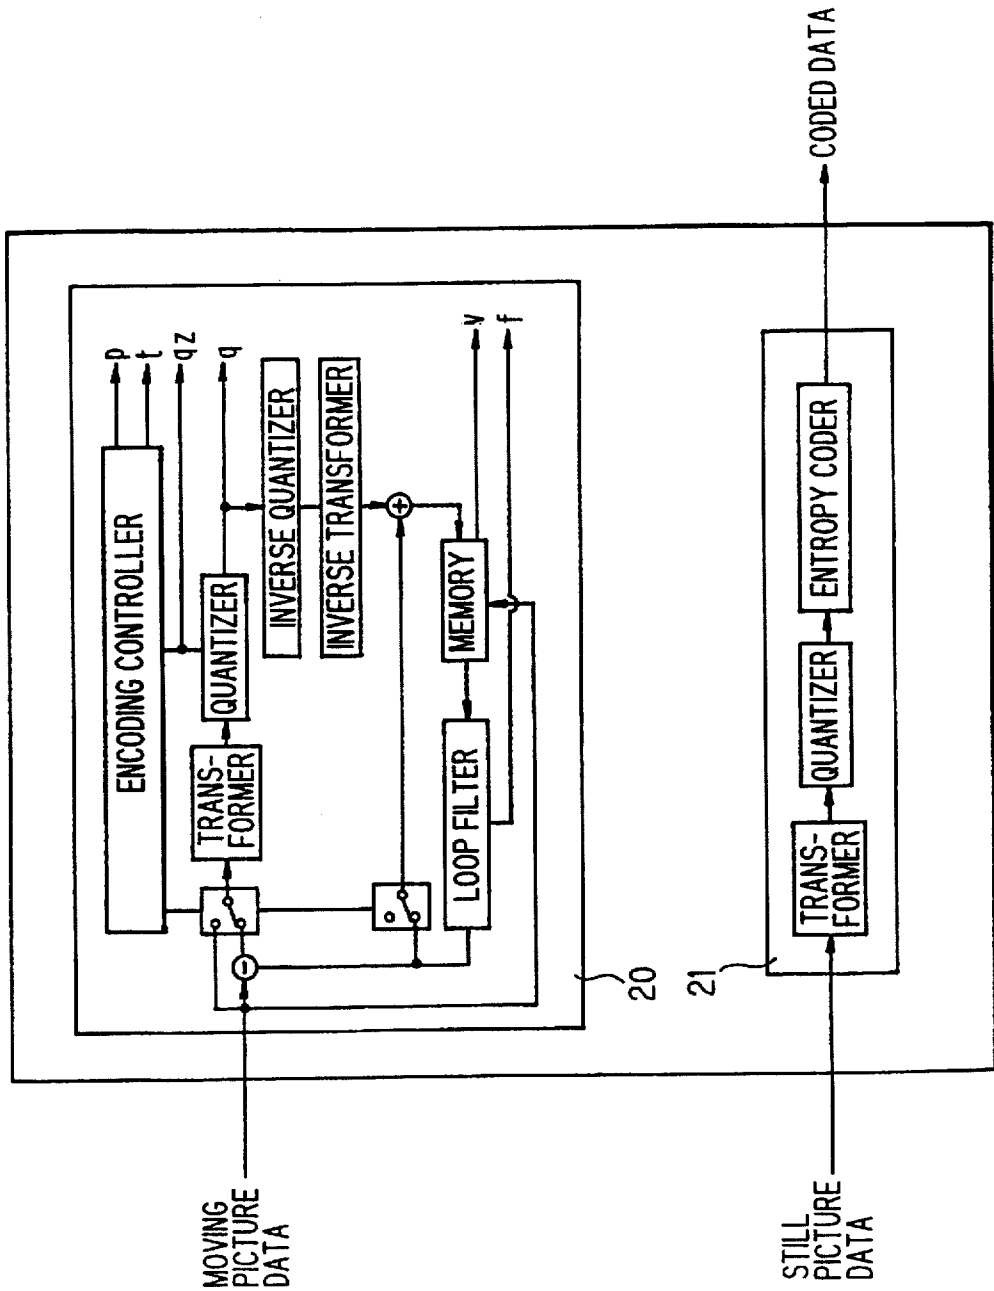 ENCODING CONTROLLER
p
t
qz
q
TRANS-
FORMER
QUANTIZER
INVERSE QUANTIZER
INVERSE TRANSFORMER
MOVING
PICTURE
DATA
−
+
MEMORY
LOOP FILTER
v
f
20
21
STILL
PICTURE
DATA
TRANS-
FORMER
QUANTIZER
ENTROPY CODER
CODED DATA